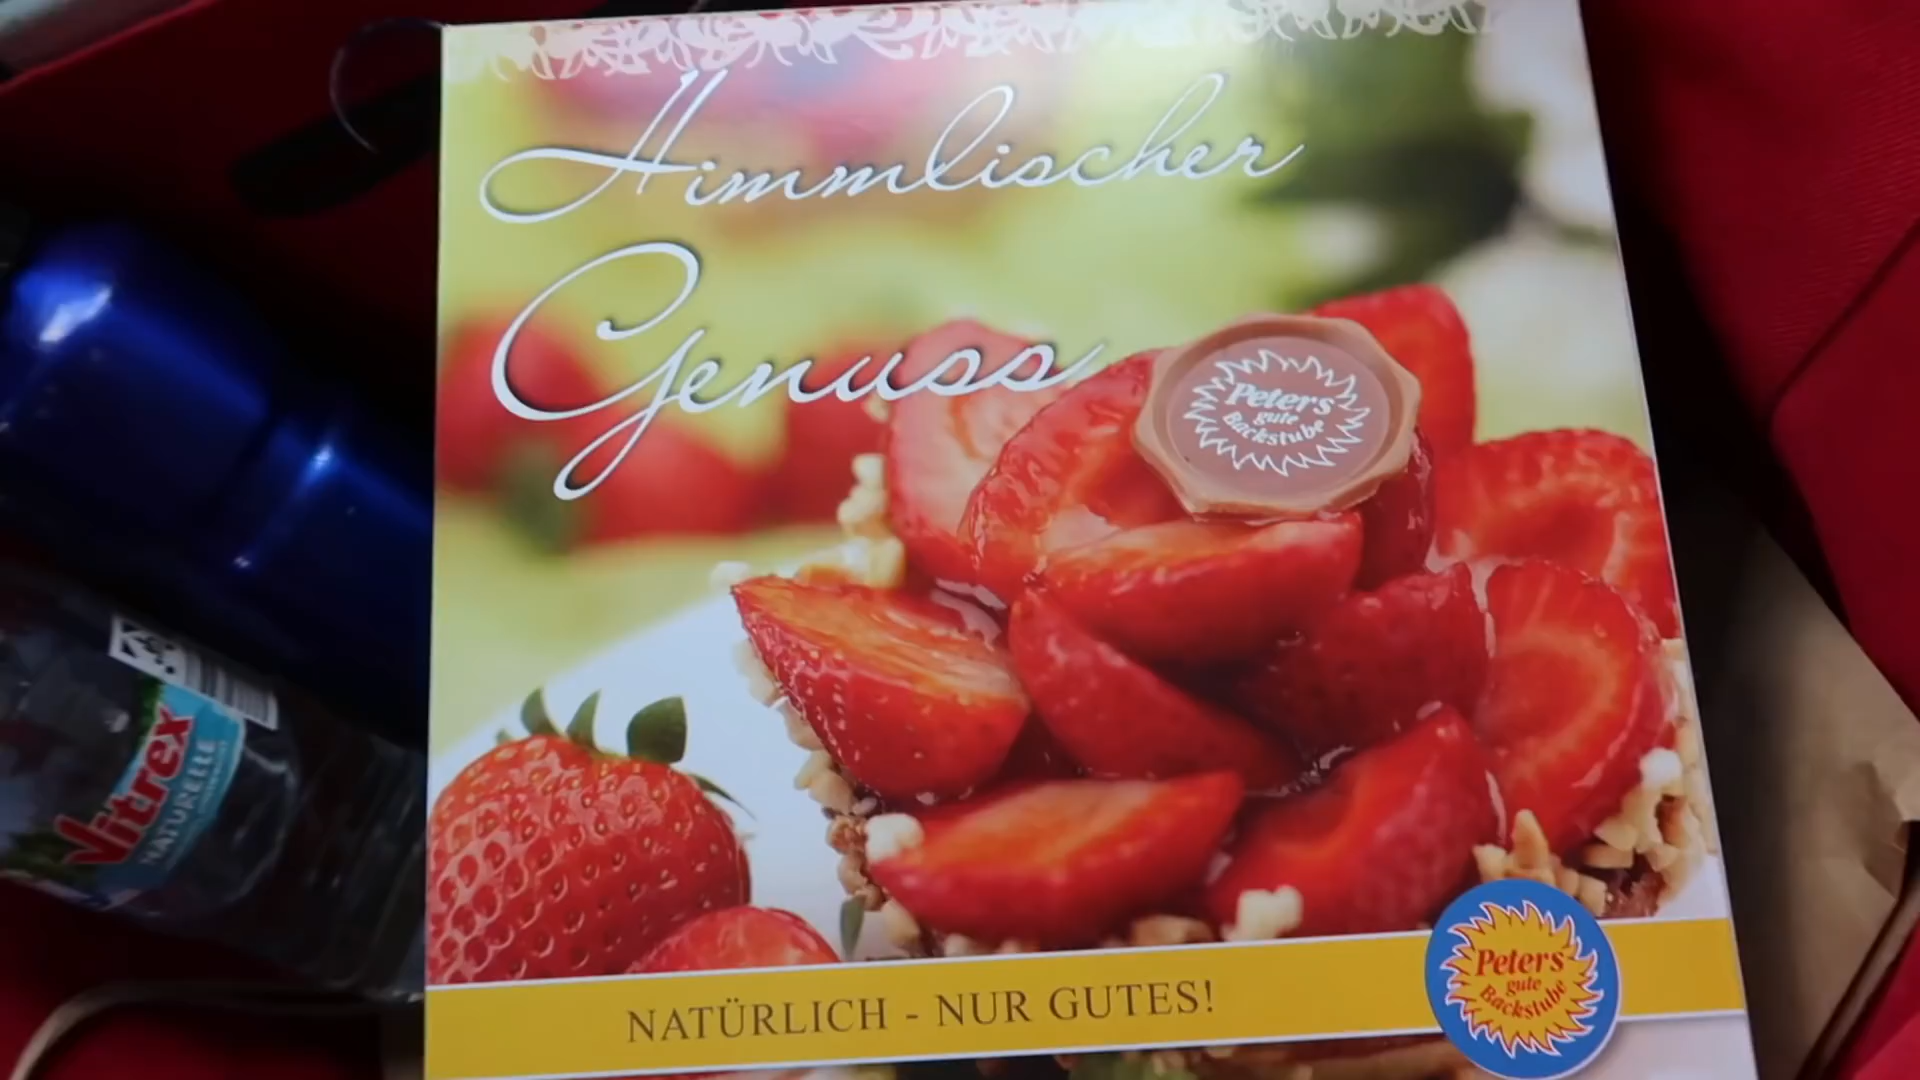 Himmlischer
Genuss
Peters
gute
Backstube
Vitrex
NATURELLE
NATÜRLICH - NUR GUTES!
Peters
gute
Backstube